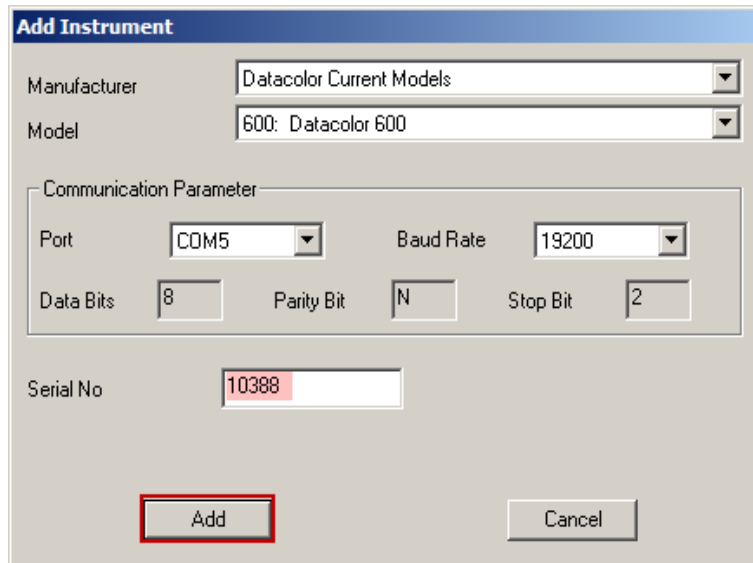 Add Instrument
Manufacturer Datacolor Current Models
Model 600: Datacolor 600
Communication Parameter
Port COM5 Baud Rate 19200
Data Bits 8 Parity Bit N Stop Bit 2
Serial No 10388
Add Cancel